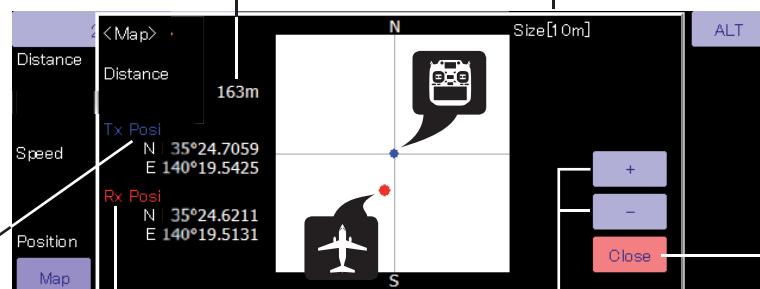 <Map>
N
Size[10m]
ALT
Distance
Distance
163m
Tx Posi
N 35°24.7059
E 140°19.5425
Speed
+
Rx Posi
N 35°24.6211
E 140°19.5131
-
Position
Close
Map
S